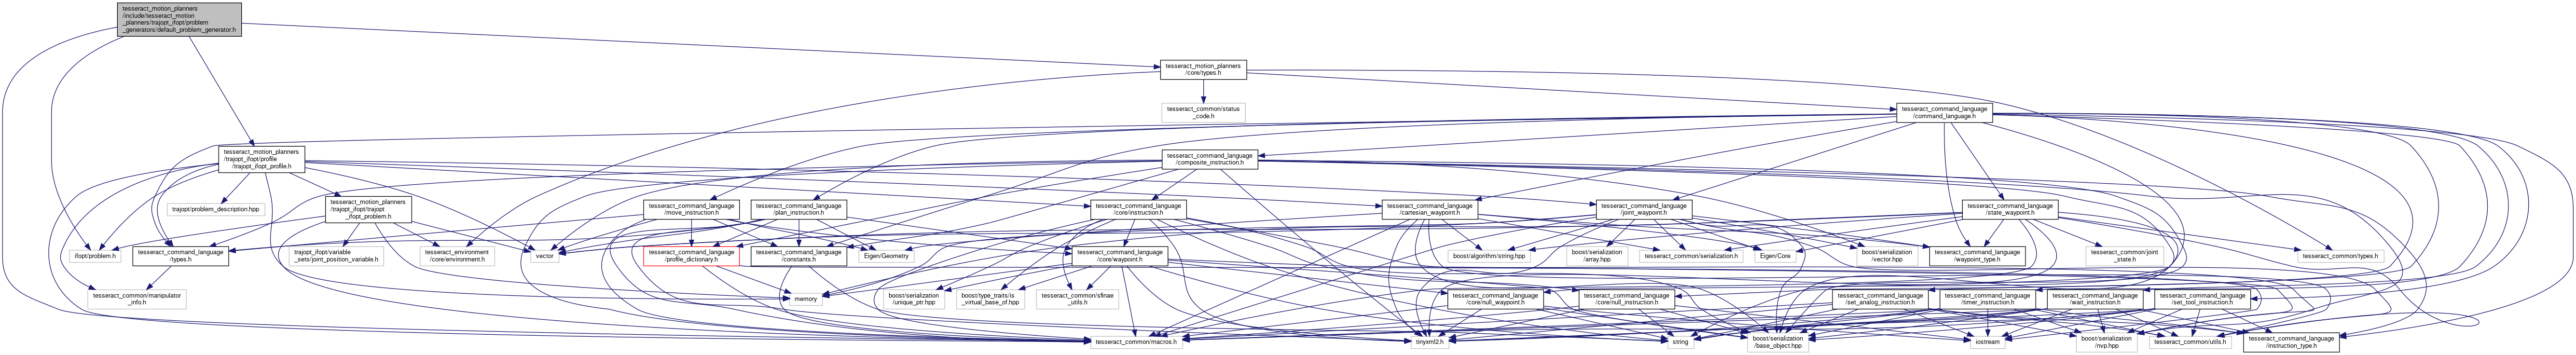 tesseract_motion_planners
/include/tesseract_motion
_planners/trajopt_ifopt/problem
_generators/default_problem_generator.h
tesseract_motion_planners
/core/types.h
tesseract_common/status
_code.h
tesseract_command_language
/command_language.h
tesseract_motion_planners
/trajopt_ifopt/profile
/trajopt_ifopt_profile.h
tesseract_command_language
/composite_instruction.h
trajopt/problem_description.hpp
tesseract_motion_planners
/trajopt_ifopt/trajopt
_ifopt_problem.h
tesseract_command_language
/move_instruction.h
tesseract_command_language
/plan_instruction.h
tesseract_command_language
/core/instruction.h
tesseract_command_language
/cartesian_waypoint.h
tesseract_command_language
/joint_waypoint.h
tesseract_command_language
/state_waypoint.h
ifopt/problem.h
tesseract_command_language
/types.h
trajopt_ifopt/variable
_sets/joint_position_variable.h
tesseract_environment
/core/environment.h
vector
tesseract_command_language
/profile_dictionary.h
tesseract_command_language
/constants.h
Eigen/Geometry
tesseract_command_language
/core/waypoint.h
boost/algorithm/string.hpp
boost/serialization
/array.hpp
tesseract_common/serialization.h
Eigen/Core
boost/serialization
/vector.hpp
tesseract_command_language
/waypoint_type.h
tesseract_common/joint
_state.h
tesseract_common/types.h
tesseract_common/manipulator
_info.h
memory
boost/serialization
/unique_ptr.hpp
boost/type_traits/is
_virtual_base_of.hpp
tesseract_common/sfinae
_utils.h
tesseract_command_language
/core/null_waypoint.h
tesseract_command_language
/core/null_instruction.h
tesseract_command_language
/set_analog_instruction.h
tesseract_command_language
/timer_instruction.h
tesseract_command_language
/wait_instruction.h
tesseract_command_language
/set_tool_instruction.h
tesseract_common/macros.h
tinyxml2.h
string
boost/serialization
/base_object.hpp
iostream
boost/serialization
/nvp.hpp
tesseract_common/utils.h
tesseract_command_language
/instruction_type.h